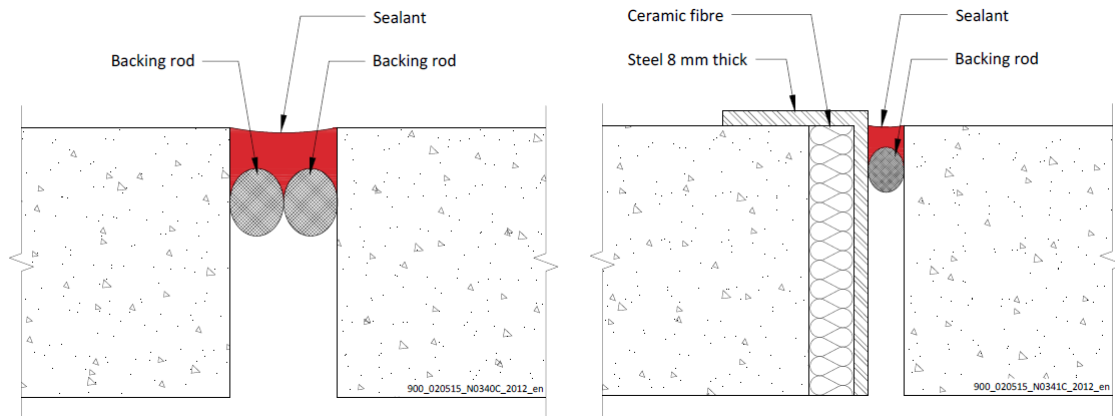 Sealant
Backing rod
Backing rod
900_020515_N0340C_2012_en
Ceramic fibre
Sealant
Steel 8 mm thick
Backing rod
900_020515_N0341C_2012_en